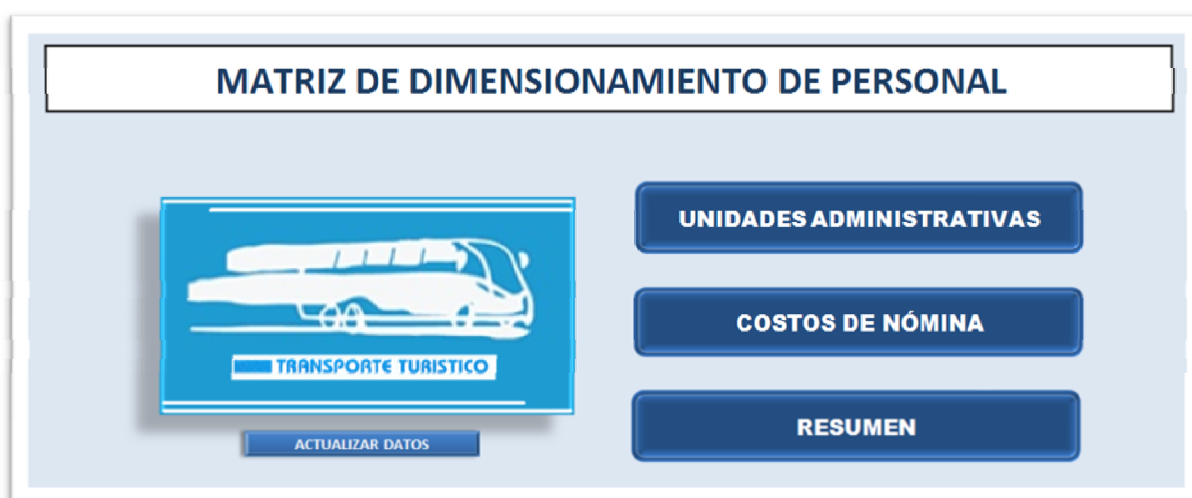 MATRIZ DE DIMENSIONAMIENTO DE PERSONAL
UNIDADES ADMINISTRATIVAS
COSTOS DE NÓMINA
TRANSPORTE TURISTICO
RESUMEN
ACTUALIZAR DATOS